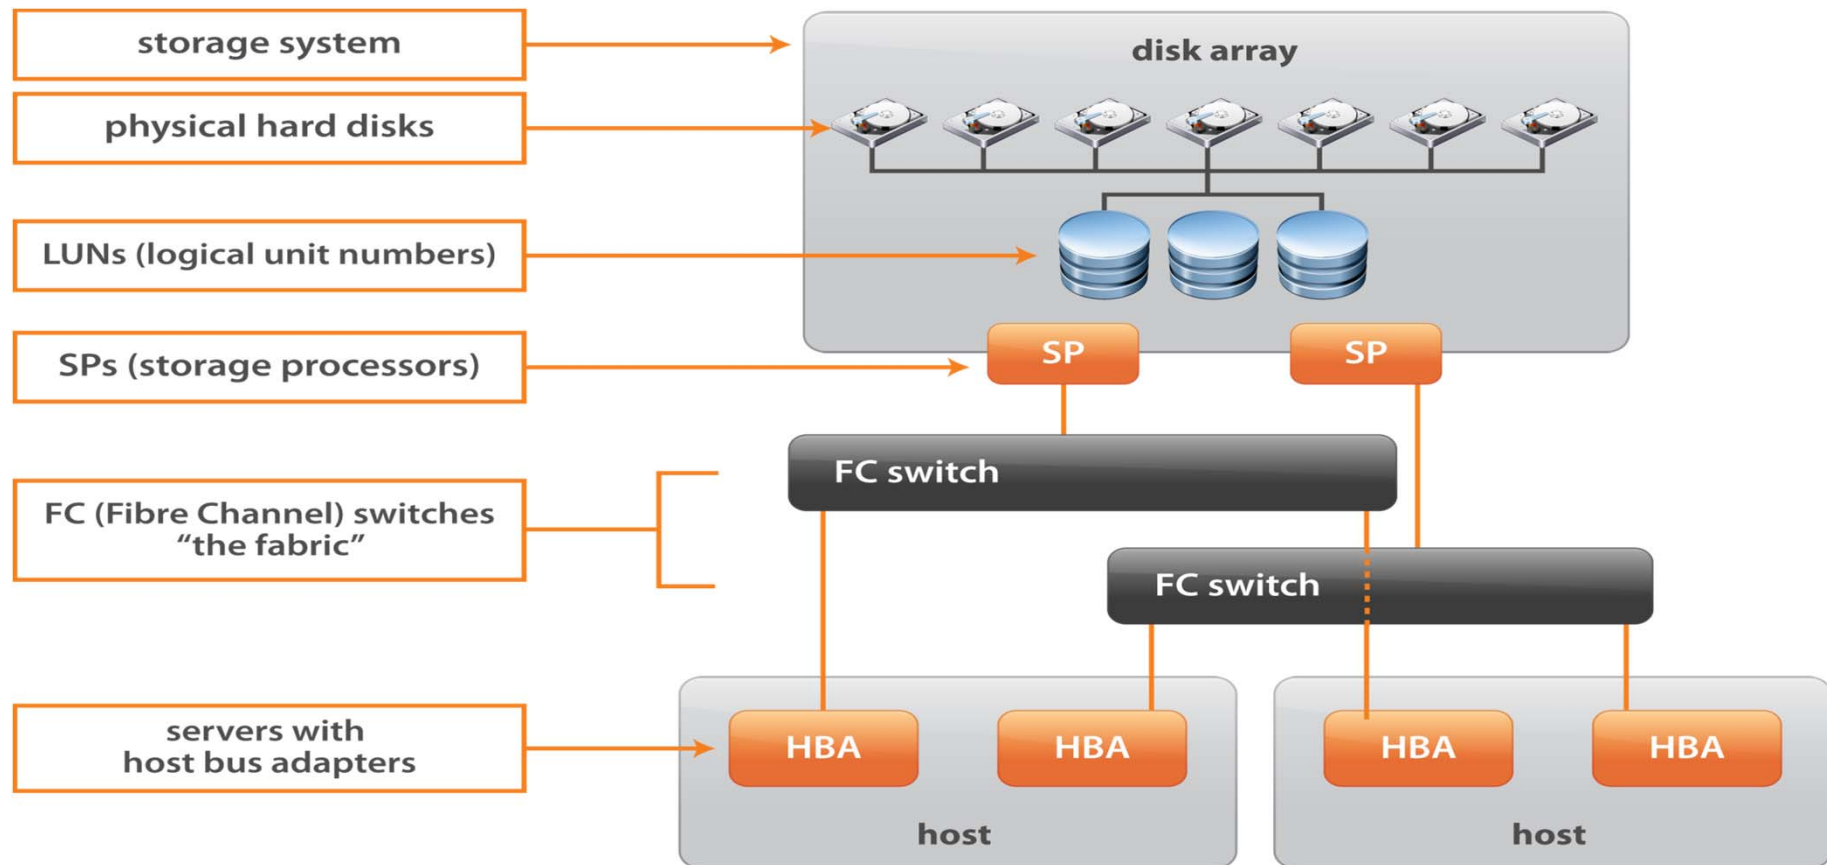 storage system
disk array
physical hard disks
LUNs (logical unit numbers)
SPs (storage processors)
SP
SP
FC switch
FC (Fibre Channel) switches
“the fabric”
FC switch
servers with
host bus adapters
HBA
HBA
HBA
HBA
host
host